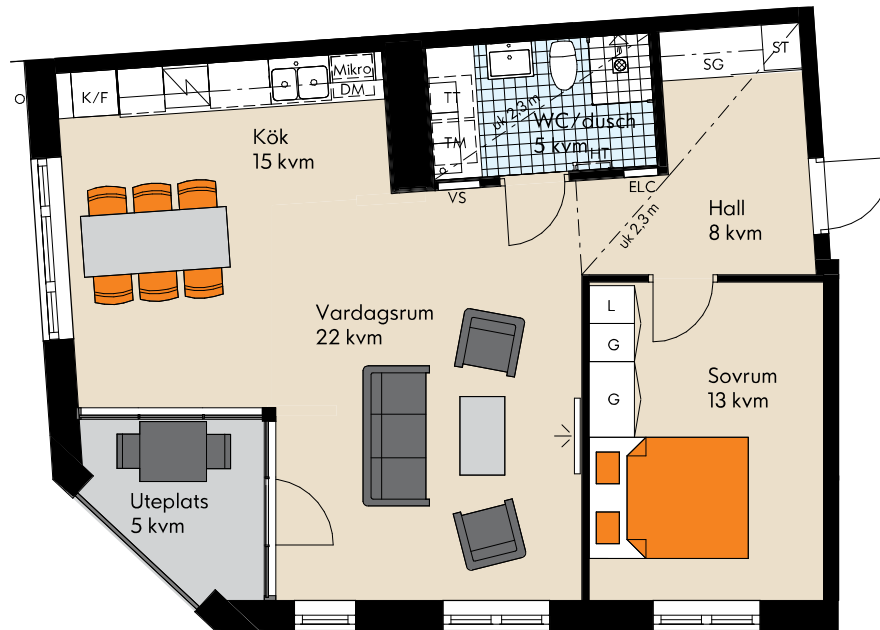 K/F
Mikro
DM
TT
TM
uk 2,3 m
WC/dusch
5 kvm
HT
SG
ST
Kök
15 kvm
VS
ELC
uk 2,3 m
Hall
8 kvm
Vardagsrum
22 kvm
L
G
G
Sovrum
13 kvm
Uteplats
5 kvm